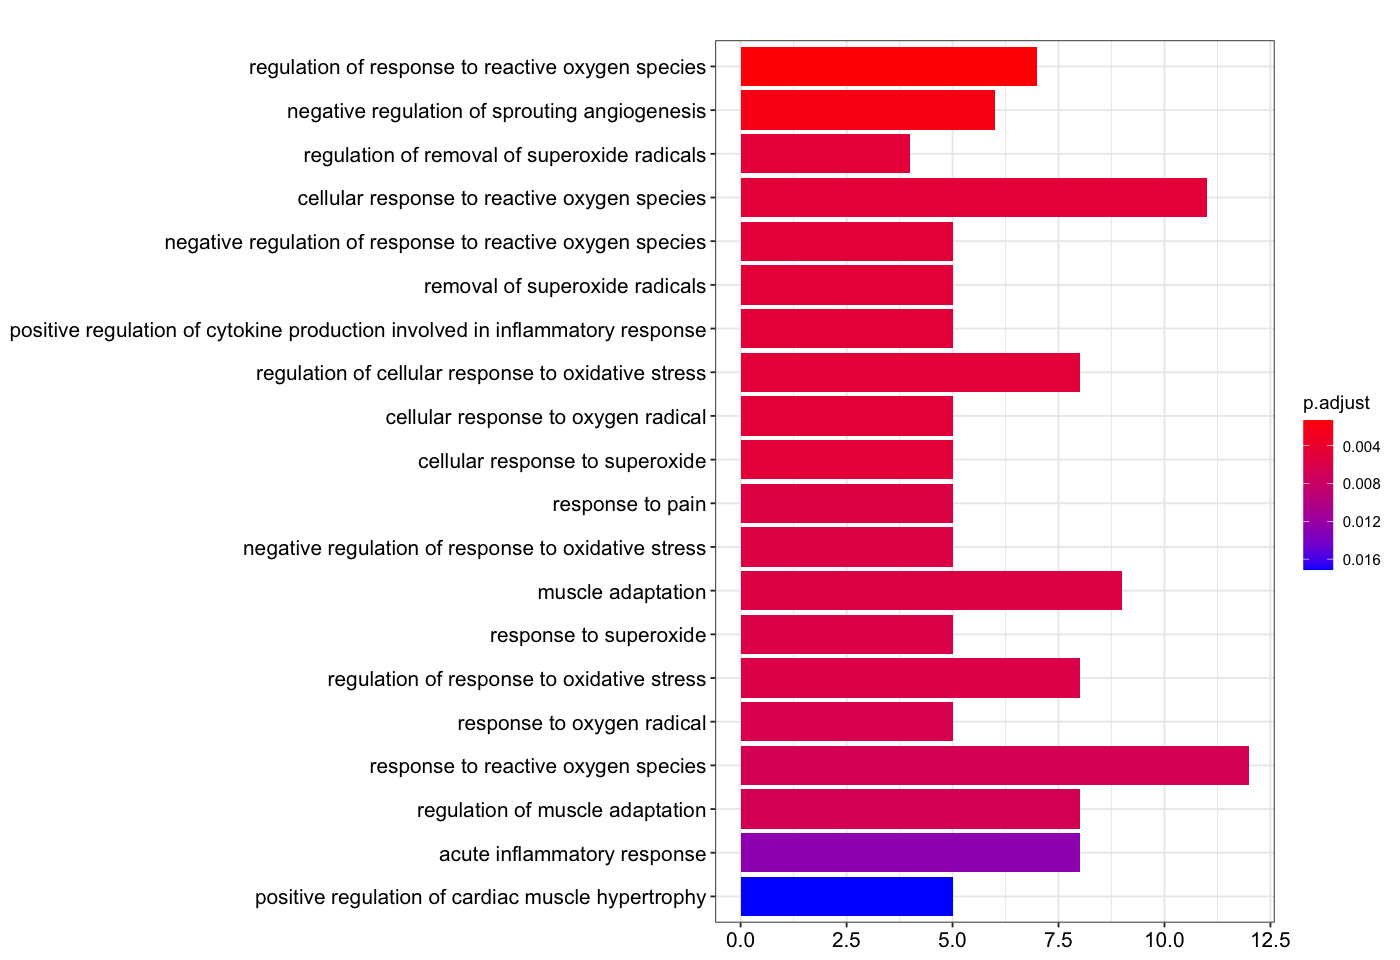 regulation of response to reactive oxygen species
negative regulation of sprouting angiogenesis
regulation of removal of superoxide radicals
cellular response to reactive oxygen species
negative regulation of response to reactive oxygen species
removal of superoxide radicals
positive regulation of cytokine production involved in inflammatory response
regulation of cellular response to oxidative stress
cellular response to oxygen radical
cellular response to superoxide
response to pain
negative regulation of response to oxidative stress
muscle adaptation
response to superoxide
regulation of response to oxidative stress
response to oxygen radical
response to reactive oxygen species
regulation of muscle adaptation
acute inflammatory response
positive regulation of cardiac muscle hypertrophy
0.0 2.5 5.0 7.5 10.0 12.5
p.adjust
0.004
0.008
0.012
0.016